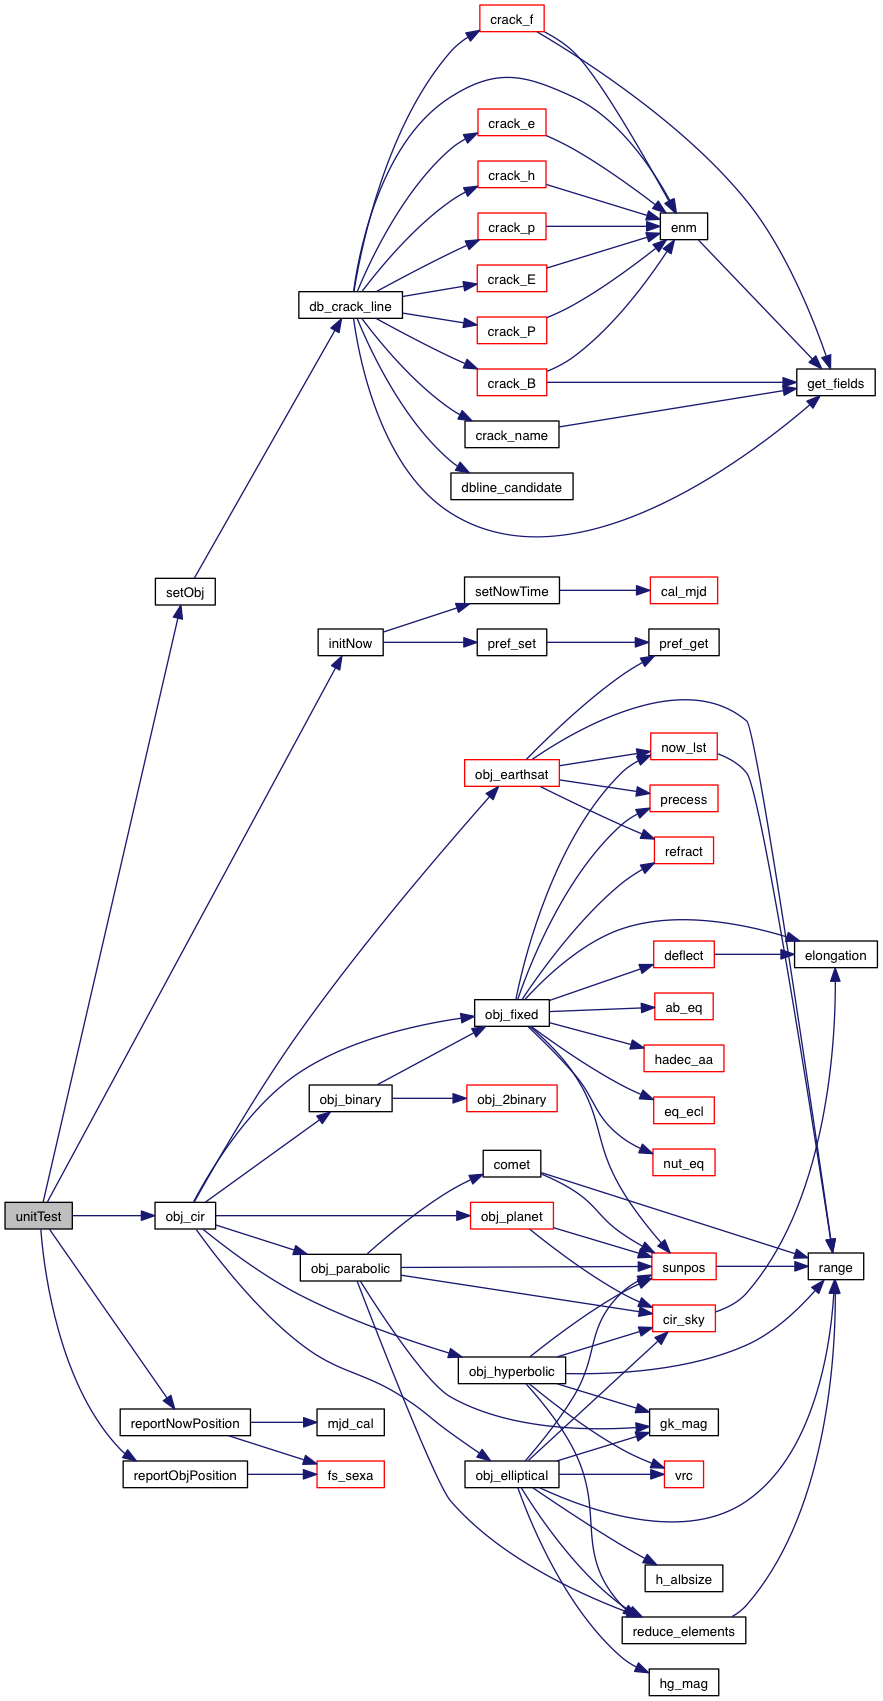 crack_f
crack_e
crack_h
crack_p
enm
crack_E
db_crack_line
crack_P
crack_B
get_fields
crack_name
dbline_candidate
setObj
setNowTime
cal_mjd
initNow
pref_set
pref_get
now_lst
obj_earthsat
precess
refract
deflect
elongation
ab_eq
obj_fixed
hadec_aa
obj_binary
obj_2binary
eq_ecl
comet
nut_eq
unitTest
obj_cir
obj_planet
obj_parabolic
sunpos
range
cir_sky
obj_hyperbolic
reportNowPosition
mjd_cal
gk_mag
reportObjPosition
fs_sexa
obj_elliptical
vrc
h_albsize
reduce_elements
hg_mag